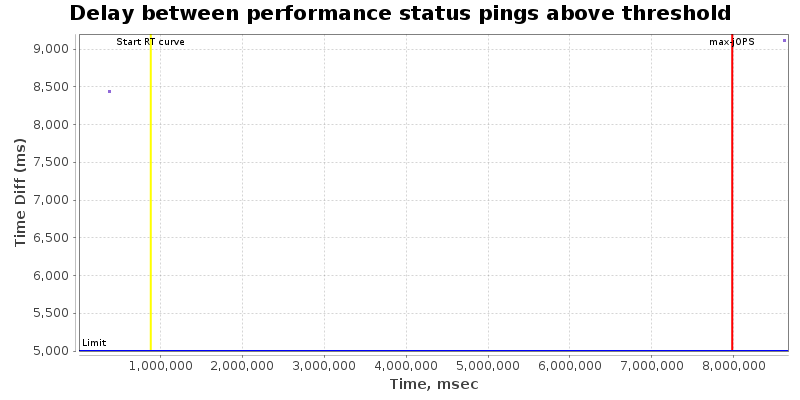 Delay between performance status pings above threshold
Start RT curve
max-jOPS
Limit
Time Diff (ms)
9,000
8,500
8,000
7,500
7,000
6,500
6,000
5,500
5,000
1,000,000
2,000,000
3,000,000
4,000,000
5,000,000
6,000,000
7,000,000
8,000,000
Time, msec